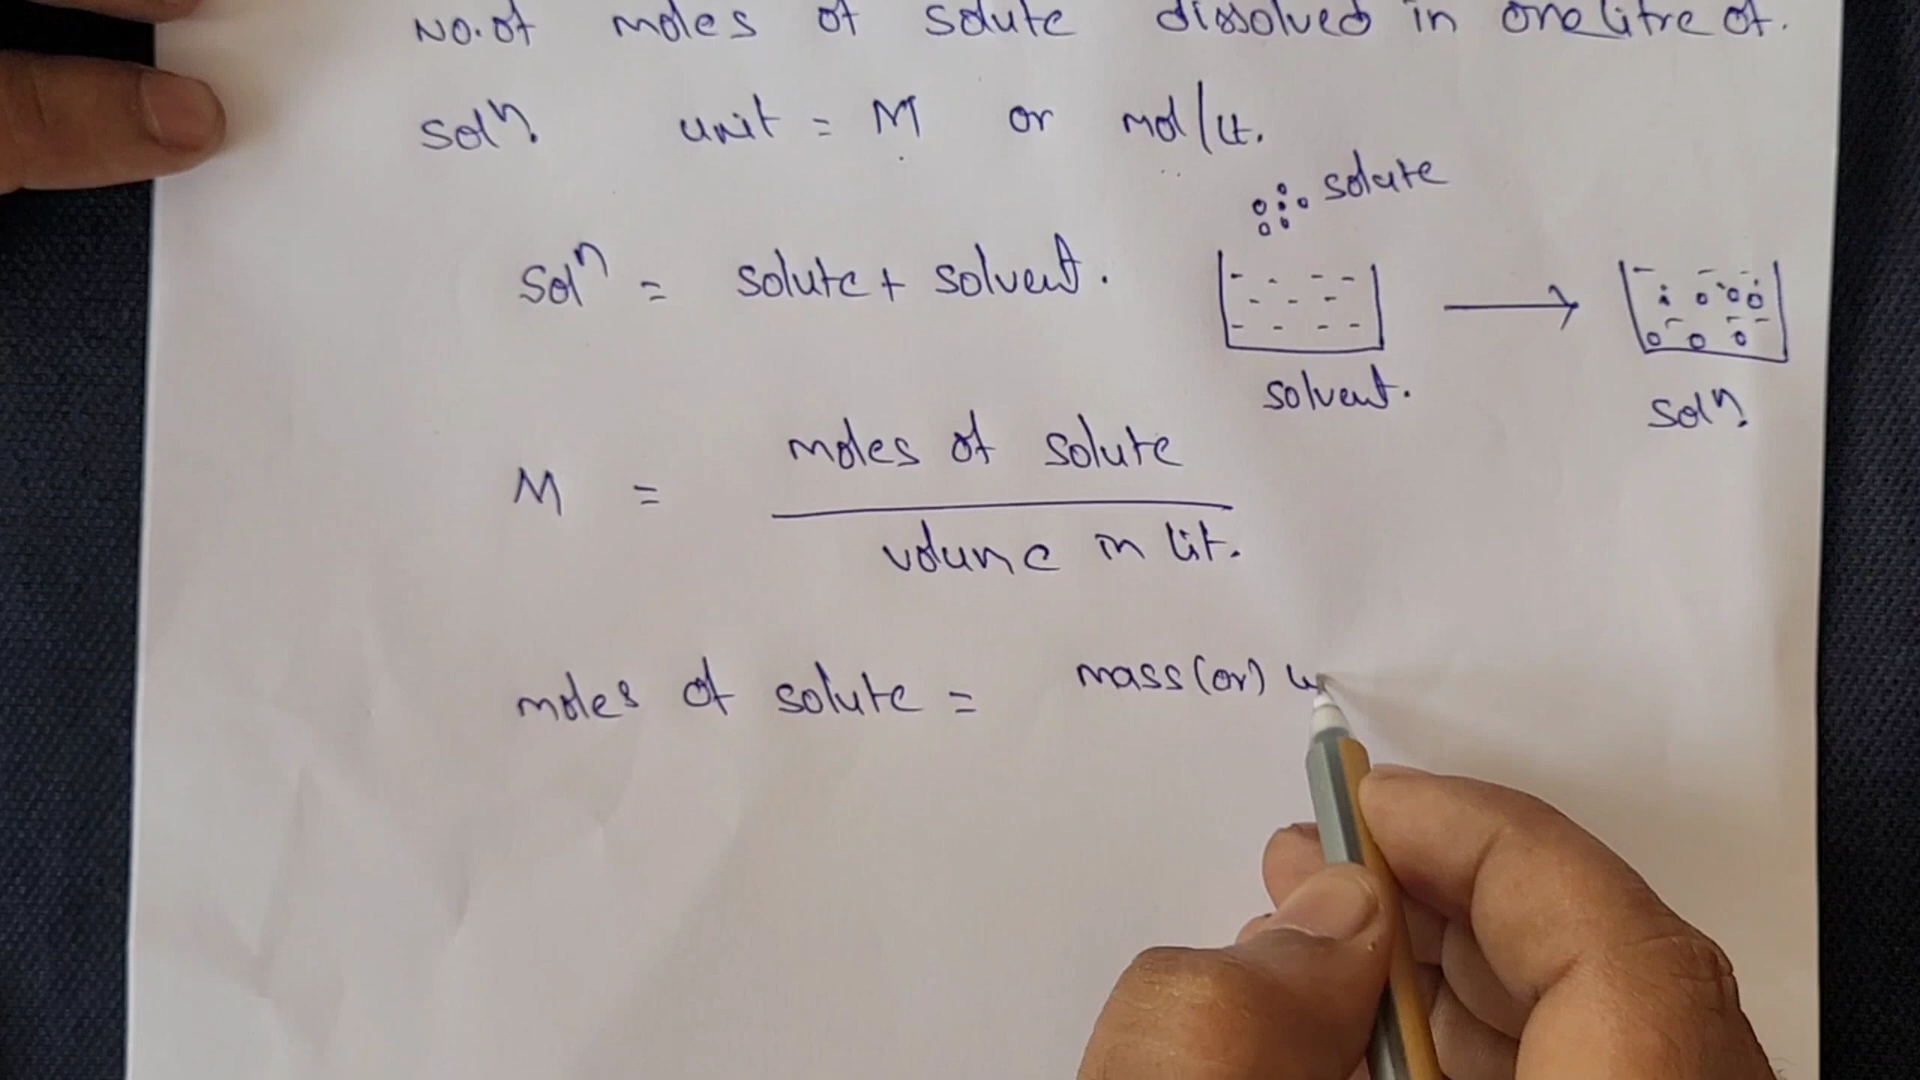 No. of moles of solute dissolved in one litre of.
solⁿ. unit = M or mol/lt.
solute
solⁿ = solute + solvent.
solvent.
solⁿ.
M = moles of solute
volume in lit.
moles of solute = mass (or) w